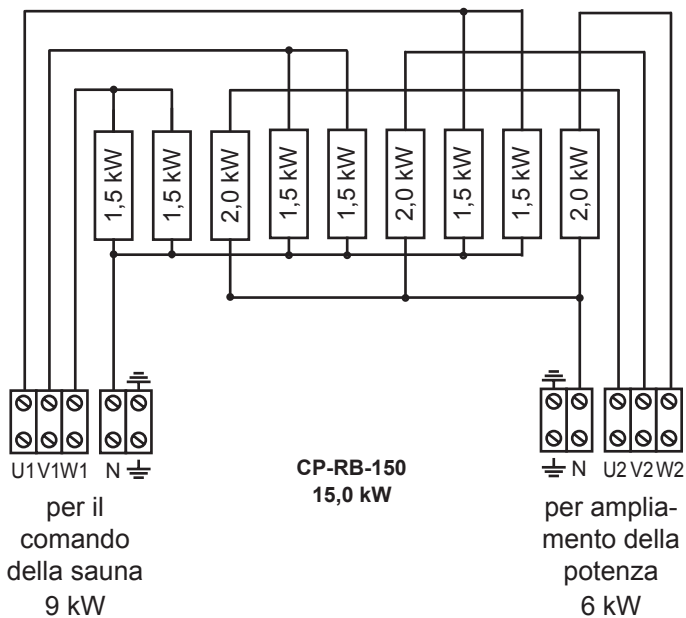 1,5 kW
1,5 kW
2,0 kW
1,5 kW
1,5 kW
2,0 kW
1,5 kW
1,5 kW
2,0 kW
U1 V1 W1 N
N U2 V2 W2
CP-RB-150
15,0 kW
per il
comando
della sauna
9 kW
per amplia-
mento della
potenza
6 kW